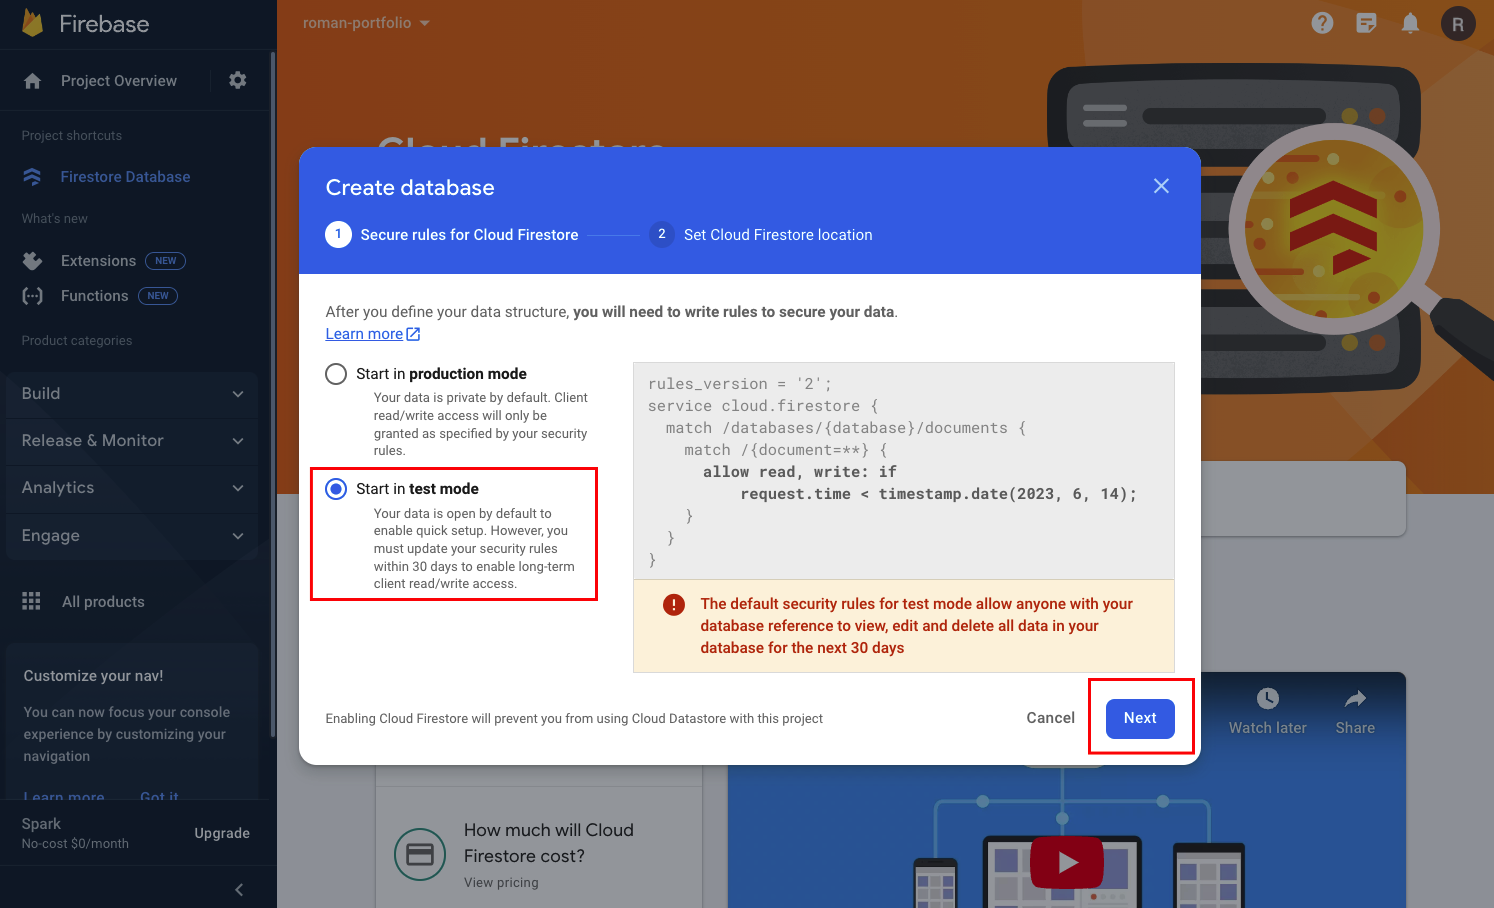 Firebase
Project Overview
Project shortcuts
Firestore Database
What's new
Extensions NEW
Functions NEW
Product categories
Build
Release & Monitor
Analytics
Engage
All products
Customize your nav!
You can now focus your console
experience by customizing your
navigation
Learn more Got it
Spark
No-cost $0/month
Upgrade
roman-portfolio
R
Cloud Firestore
Create database
1 Secure rules for Cloud Firestore
2 Set Cloud Firestore location
After you define your data structure, you will need to write rules to secure your data.
Learn more
Start in production mode
Your data is private by default. Client
read/write access will only be
granted as specified by your security
rules.
Start in test mode
Your data is open by default to
enable quick setup. However, you
must update your security rules
within 30 days to enable long-term
client read/write access.
rules_version = '2';
service cloud.firestore {
match /databases/{database}/documents {
match /{document=**} {
allow read, write: if
request.time < timestamp.date(2023, 6, 14);
}
}
}
The default security rules for test mode allow anyone with your
database reference to view, edit and delete all data in your
database for the next 30 days
Enabling Cloud Firestore will prevent you from using Cloud Datastore with this project
Cancel
Next
Watch later
Share
How much will Cloud
Firestore cost?
View pricing